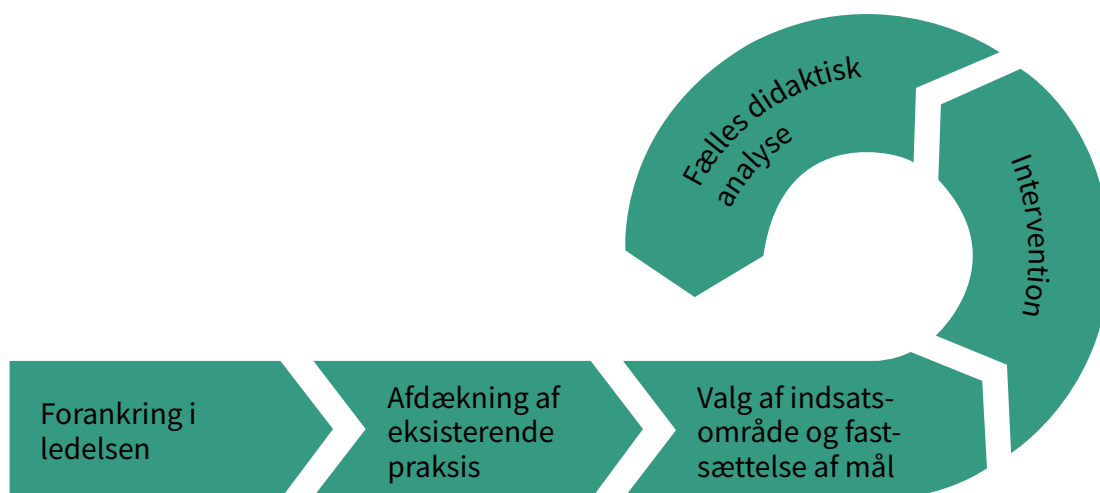 Forankring i
ledelsen
Afdækning af
eksisterende
praksis
Valg af indsats-
område og fast-
sættelse af mål
Intervention
Fælles didaktisk
analyse